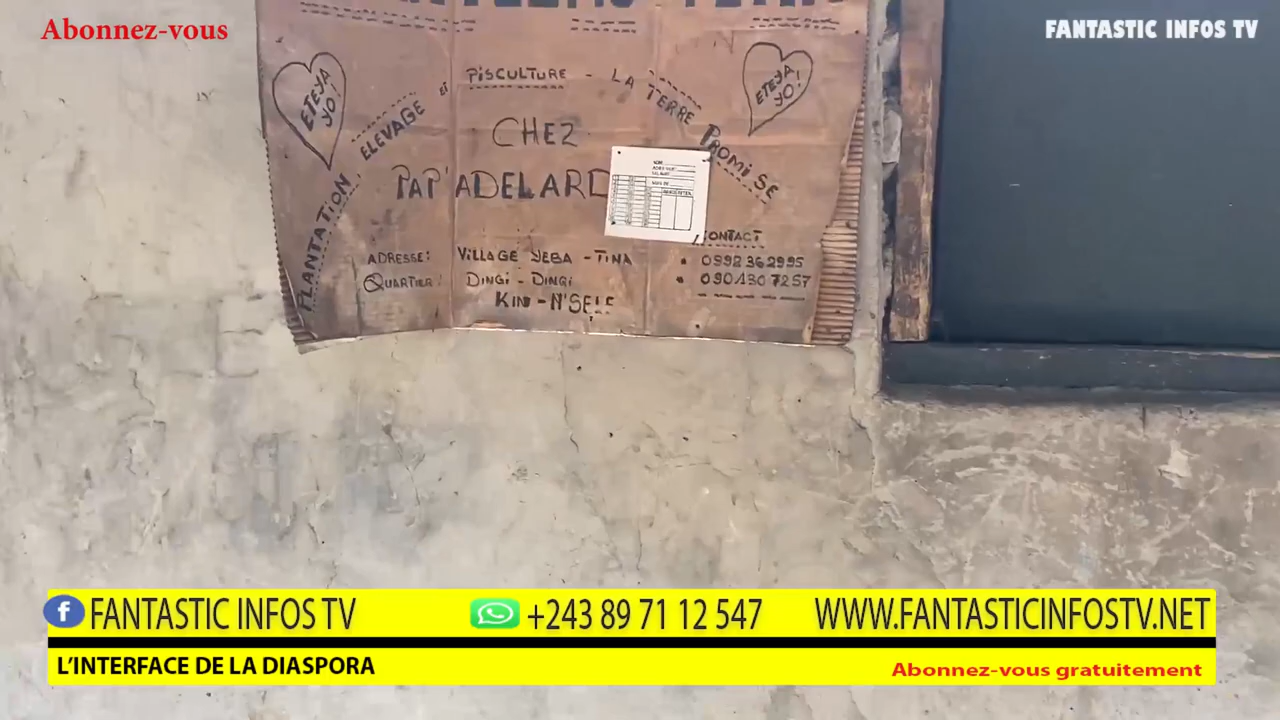 Abonnez-vous
FANTASTIC INFOS TV
ETEYA
YO!
ETEYA!
YO!
PLANTATION, ELEVAGE et PISCULTURE - LA TERRE PROMISE
CHEZ
PAP' ADELARD
CONTACT
ADRESSE: VILLAGE YEBA-TINA
0992362995
QUARTIER: DINGI-DINGI
0901307257
KIN-N'SELE
FANTASTIC INFOS TV
+243 89 71 12 547
WWW.FANTASTICINFOSTV.NET
L'INTERFACE DE LA DIASPORA
Abonnez-vous gratuitement